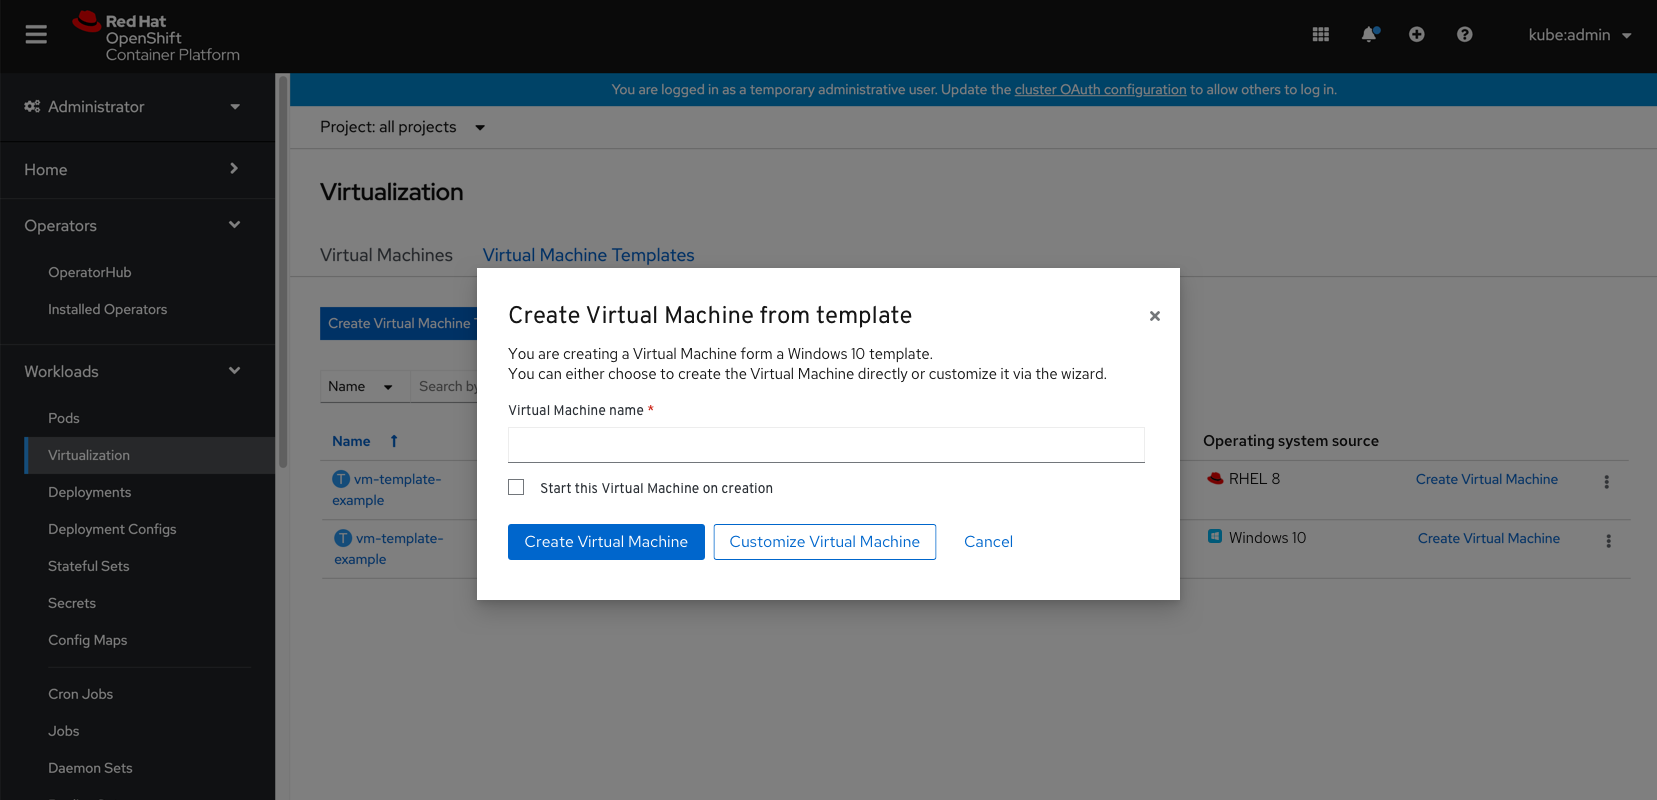 Red Hat
OpenShift
Container Platform
kube:admin
Administrator
Home
Operators
OperatorHub
Installed Operators
Workloads
Pods
Virtualization
Deployments
Deployment Configs
Stateful Sets
Secrets
Config Maps
Cron Jobs
Jobs
Daemon Sets
You are logged in as a temporary administrative user. Update the cluster OAuth configuration to allow others to log in.
Project: all projects
Virtualization
Virtual Machines Virtual Machine Templates
Create Virtual Machine
Name Search by
Name Operating system source
T vm-template-
example
RHEL 8 Create Virtual Machine
T vm-template-
example
Windows 10 Create Virtual Machine
Create Virtual Machine from template
You are creating a Virtual Machine form a Windows 10 template.
You can either choose to create the Virtual Machine directly or customize it via the wizard.
Virtual Machine name *
Start this Virtual Machine on creation
Create Virtual Machine Customize Virtual Machine Cancel